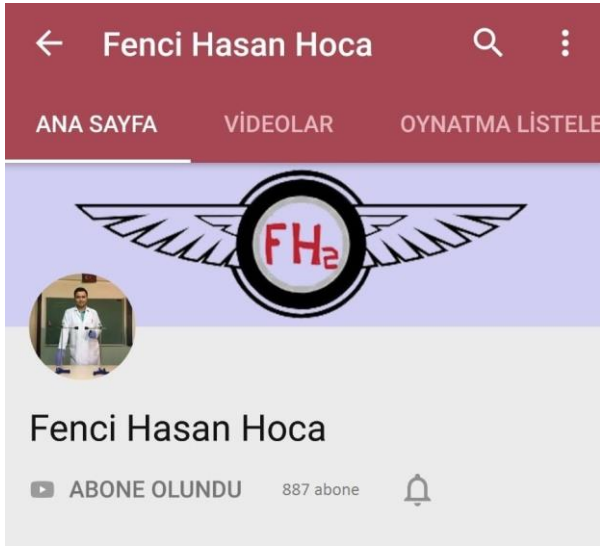 Fenci Hasan Hoca
ANA SAYFA VİDEOLAR OYNATMA LİSTELE
FH2
Fenci Hasan Hoca
ABONE OLUNDU 887 abone